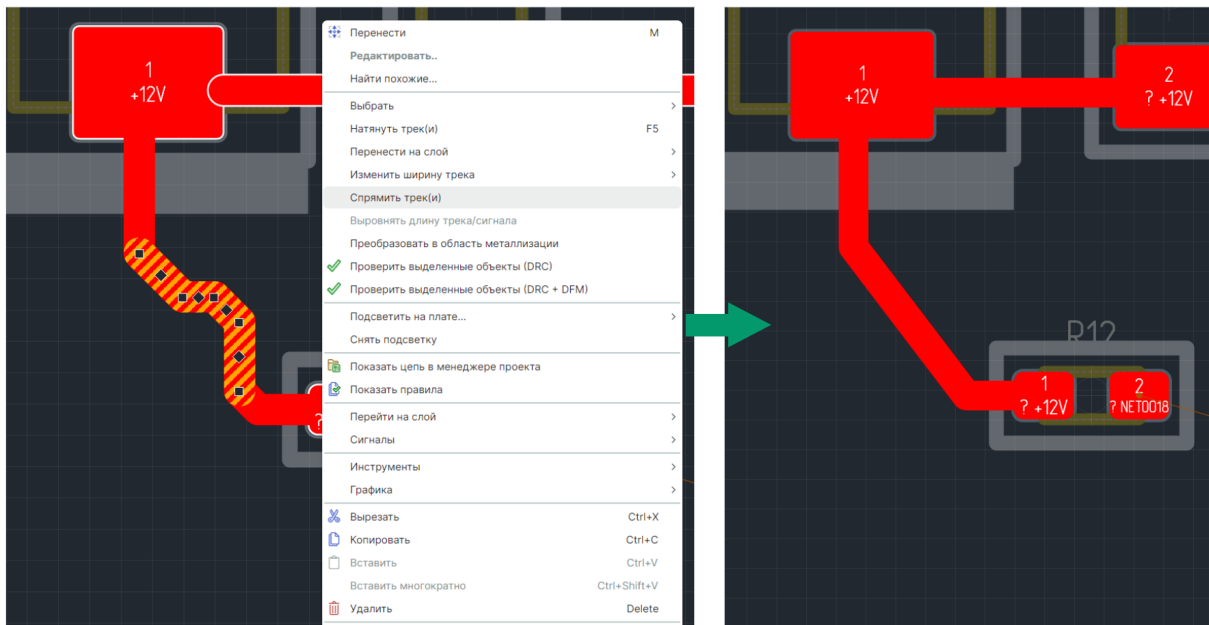 1
+12V
?
Перенести M
Редактировать..
Найти похожие...
Выбрать
Натянуть трек(и) F5
Перенести на слой
Изменить ширину трека
Спрямить трек(и)
Выровнять длину трека/сигнала
Преобразовать в область металлизации
Проверить выделенные объекты (DRC)
Проверить выделенные объекты (DRC + DFM)
Подсветить на плате...
Снять подсветку
Показать цепь в менеджере проекта
Показать правила
Перейти на слой
Сигналы
Инструменты
Графика
Вырезать Ctrl+X
Копировать Ctrl+C
Вставить Ctrl+V
Вставить многократно Ctrl+Shift+V
Удалить Delete
1
+12V
2
? +12V
R12
1
? +12V
2
? NET0018